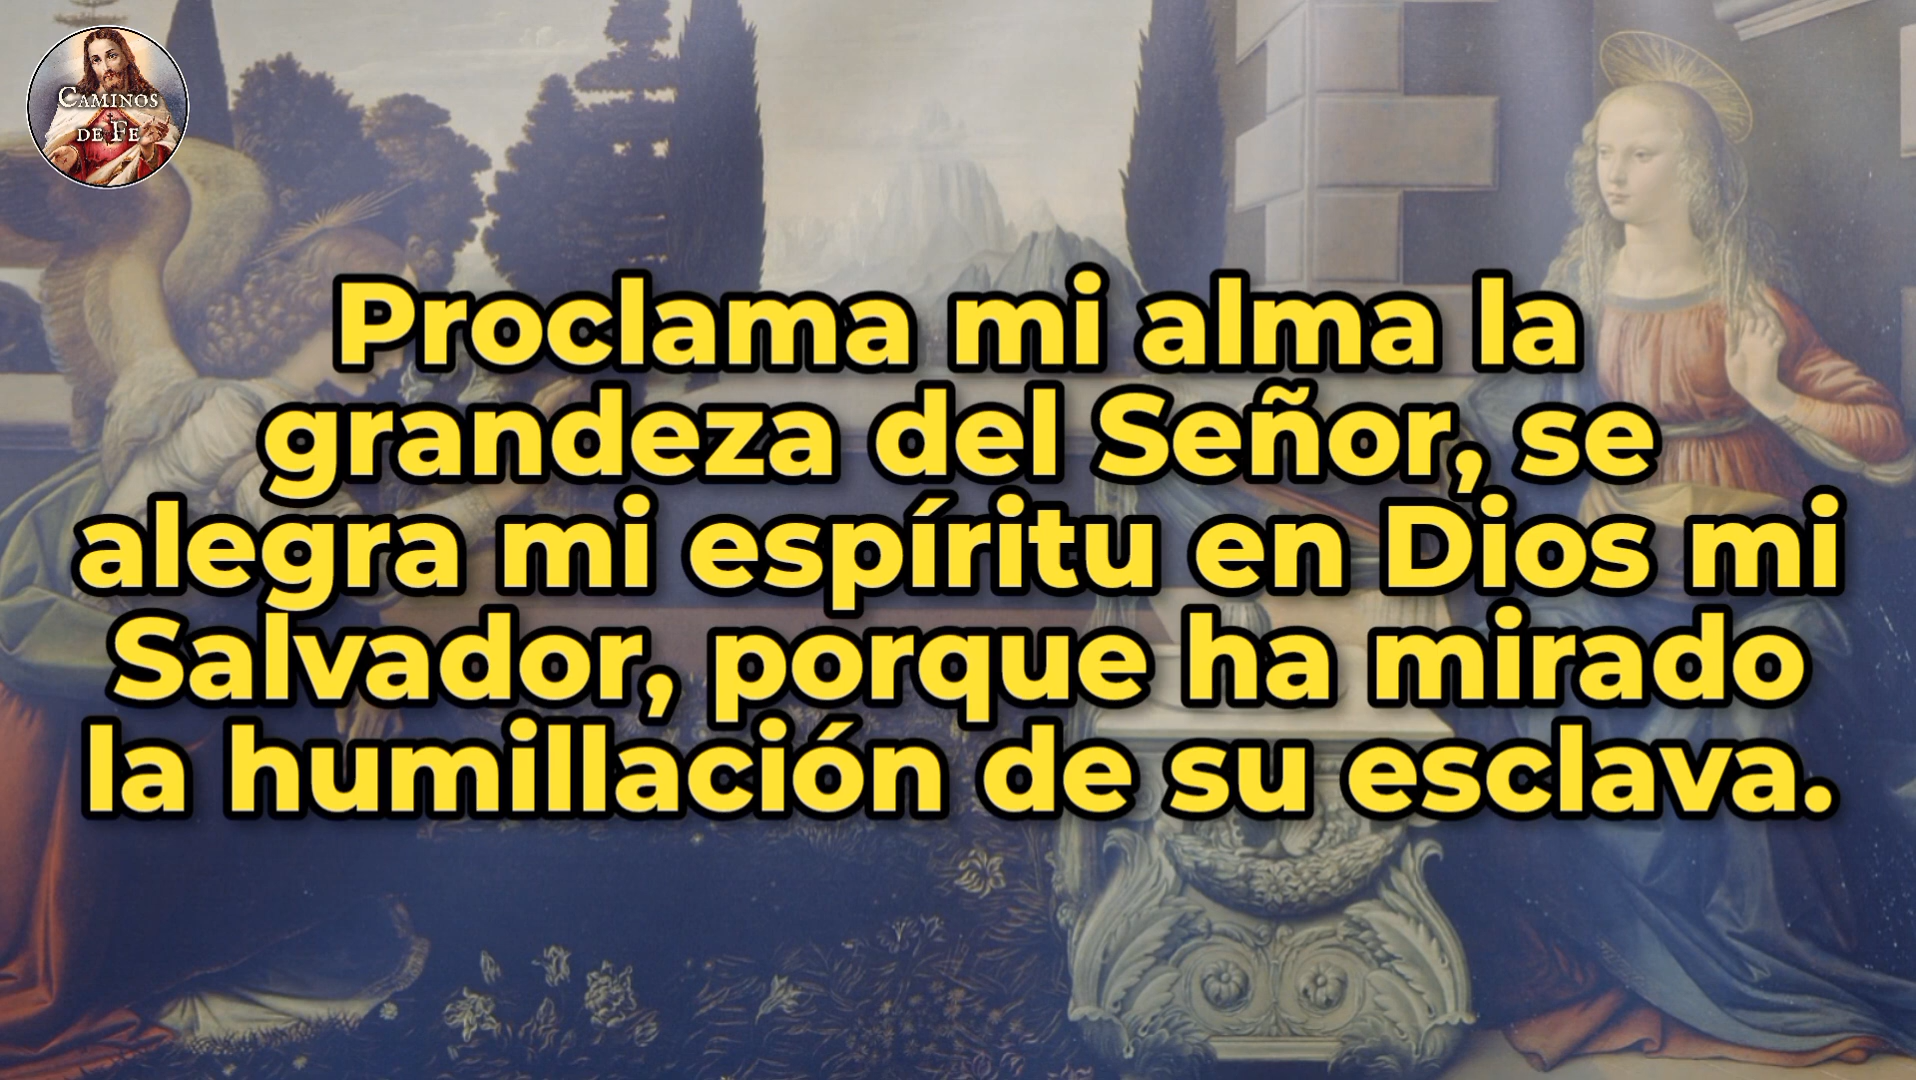 CAMINOS
DE FE
Proclama mi alma la
grandeza del Señor, se
alegra mi espíritu en Dios mi
Salvador, porque ha mirado
la humillación de su esclava.